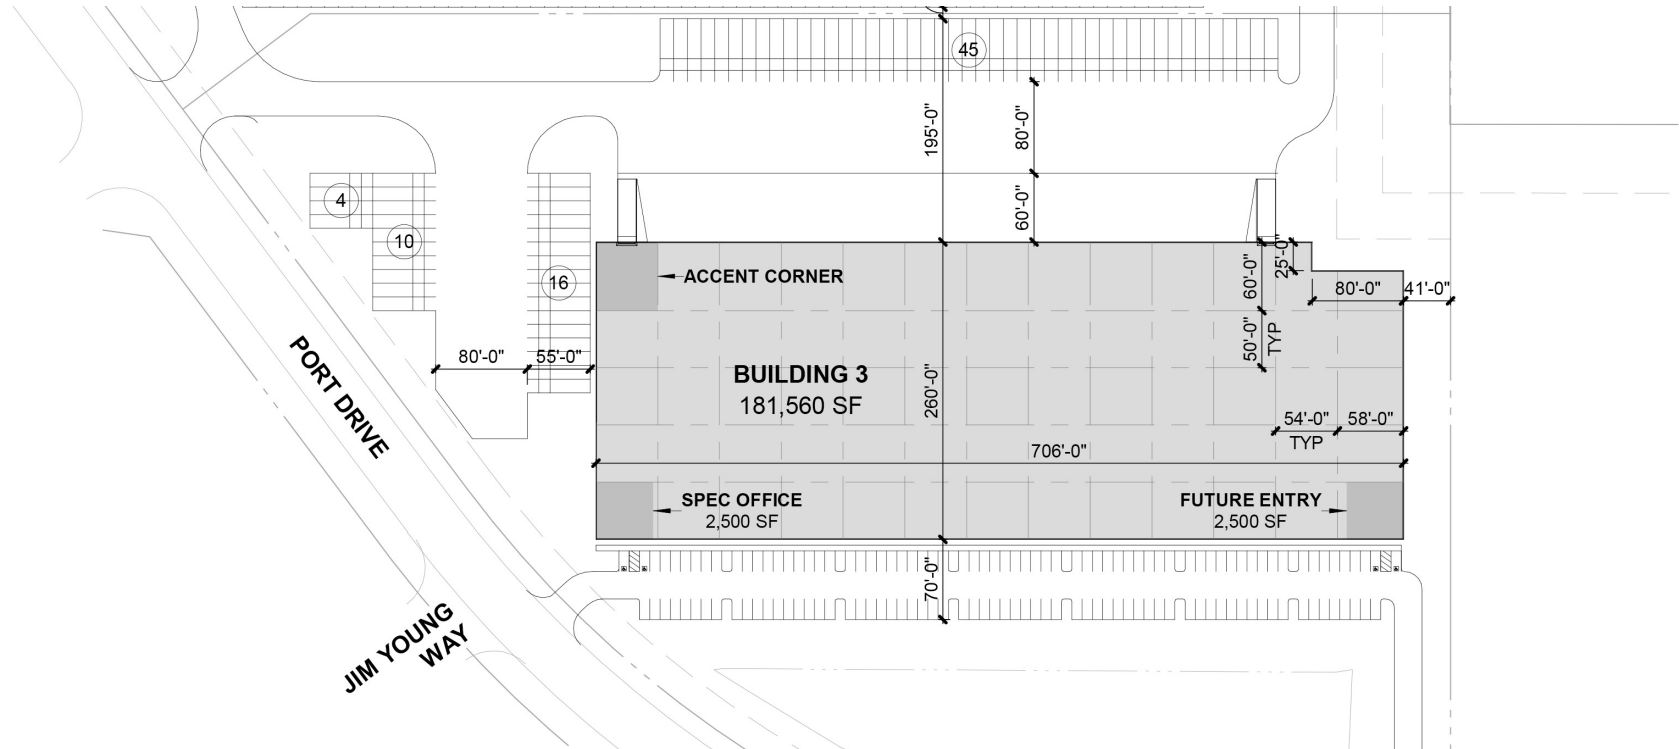 45
195'-0"
80'-0"
60'-0"
4
10
16
ACCENT CORNER
25'-0"
60'-0"
80'-0"
41'-0"
50'-0"
TYP
80'-0"
55'-0"
PORT DRIVE
BUILDING 3
181,560 SF
260'-0"
54'-0"
58'-0"
TYP
706'-0"
SPEC OFFICE
2,500 SF
FUTURE ENTRY
2,500 SF
70'-0"
JIM YOUNG
WAY